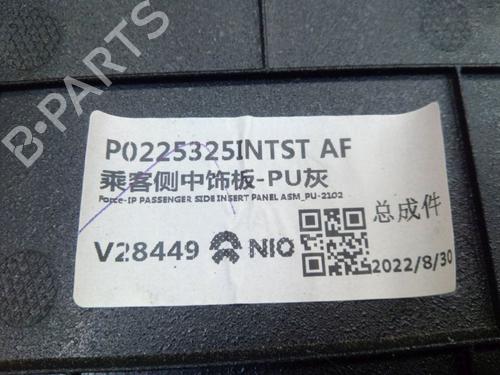 P0225325INTST AF
乘客侧中饰板-PU灰
Force-IP PASSENGER SIDE INSERT PANEL ASM_PU-2102
总成件
V28449 NIO
2022/8/30
B-PARTS